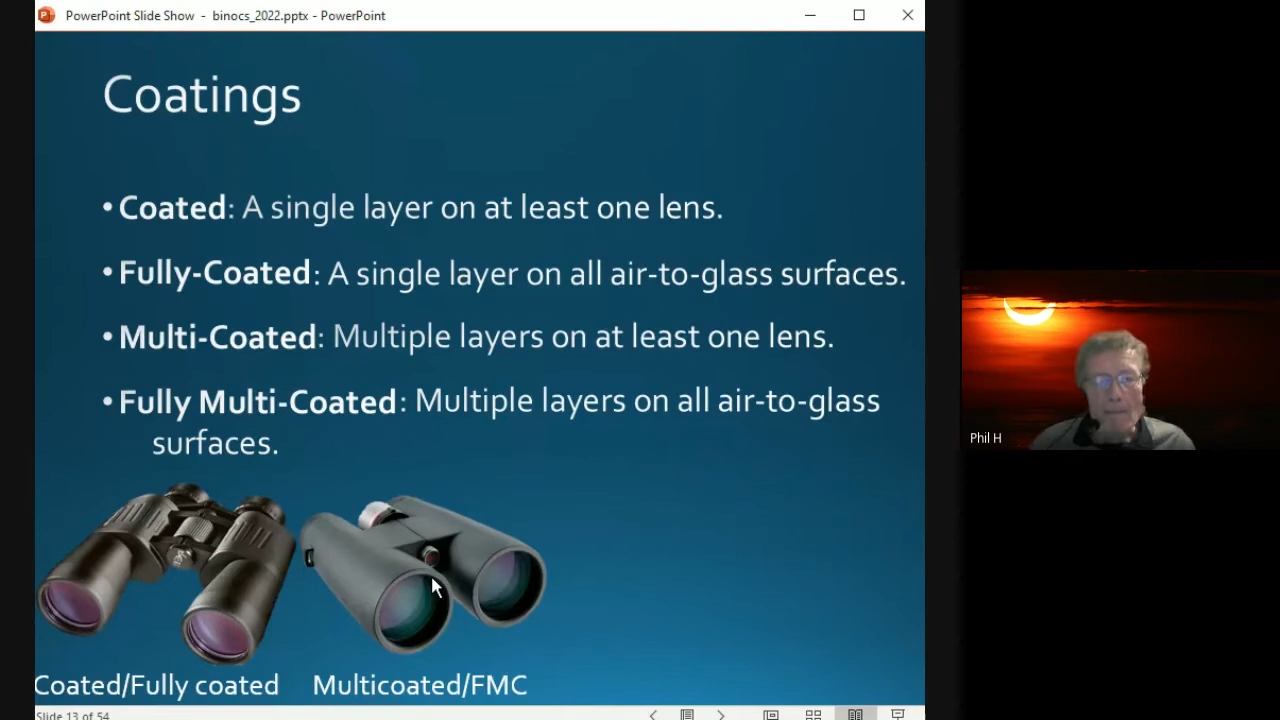 PowerPoint Slide Show - binocs_2022.pptx - PowerPoint
Coatings
• Coated: A single layer on at least one lens.
• Fully-Coated: A single layer on all air-to-glass surfaces.
• Multi-Coated: Multiple layers on at least one lens.
• Fully Multi-Coated: Multiple layers on all air-to-glass
surfaces.
Coated/Fully coated
Multicoated/FMC
Slide 13 of 54
Phil H